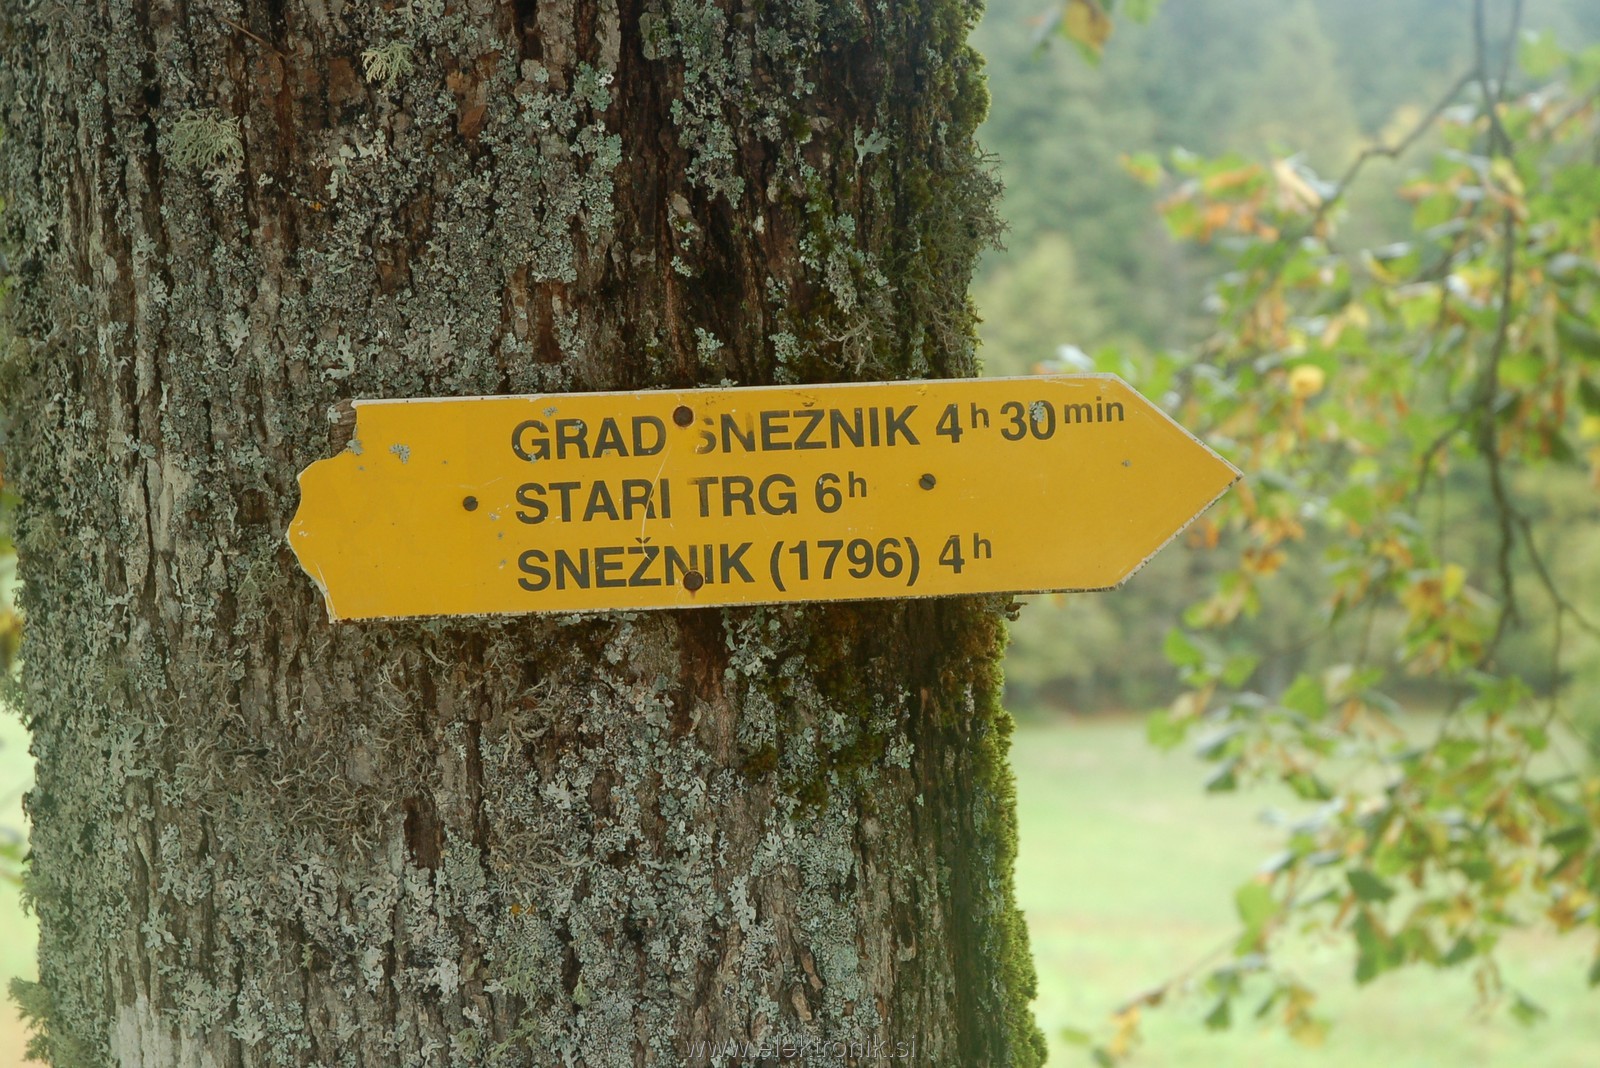 GRAD SNEŽNIK 4h 30min
STARI TRG 6h
SNEŽNIK (1796) 4h
www.elektronik.si